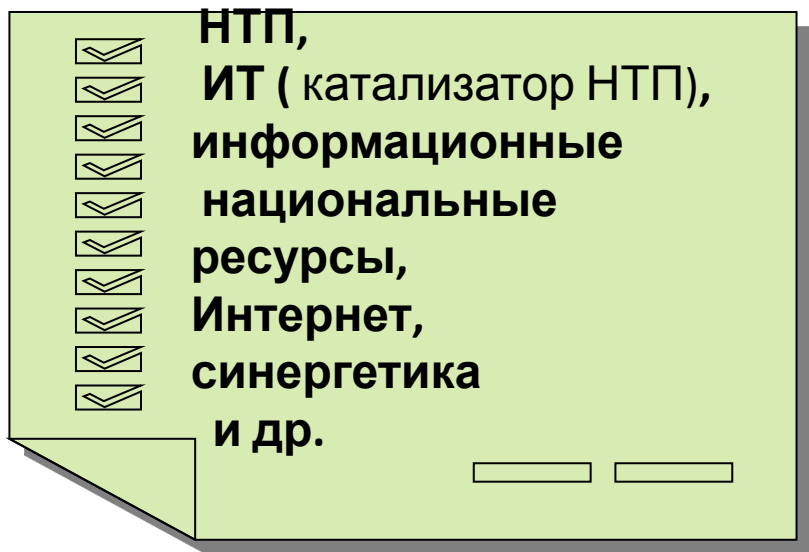 НТП,
ИТ ( катализатор НТП),
информационные
национальные
ресурсы,
Интернет,
синергетика
и др.